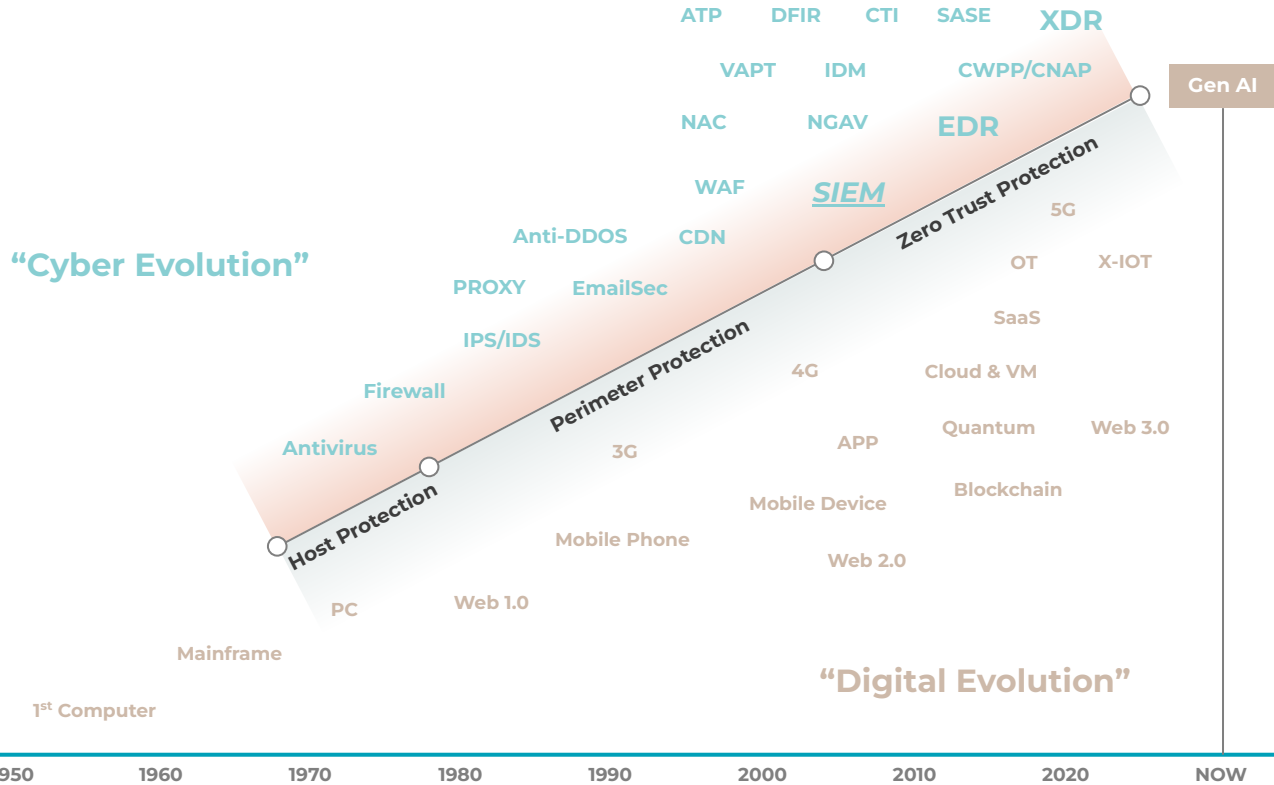 ATP DFIR CTI SASE XDR
VAPT IDM CWPP/CNAP
Gen AI
NAC NGAV EDR
Zero Trust Protection
WAF SIEM
5G
Anti-DDOS CDN
“Cyber Evolution”
OT X-IOT
PROXY EmailSec
SaaS
IPS/IDS
Perimeter Protection
4G Cloud & VM
Firewall
Quantum Web 3.0
3G APP
Antivirus
Blockchain
Mobile Device
Host Protection
Mobile Phone
Web 2.0
PC Web 1.0
Mainframe
“Digital Evolution”
1st Computer
950 1960 1970 1980 1990 2000 2010 2020 NOW